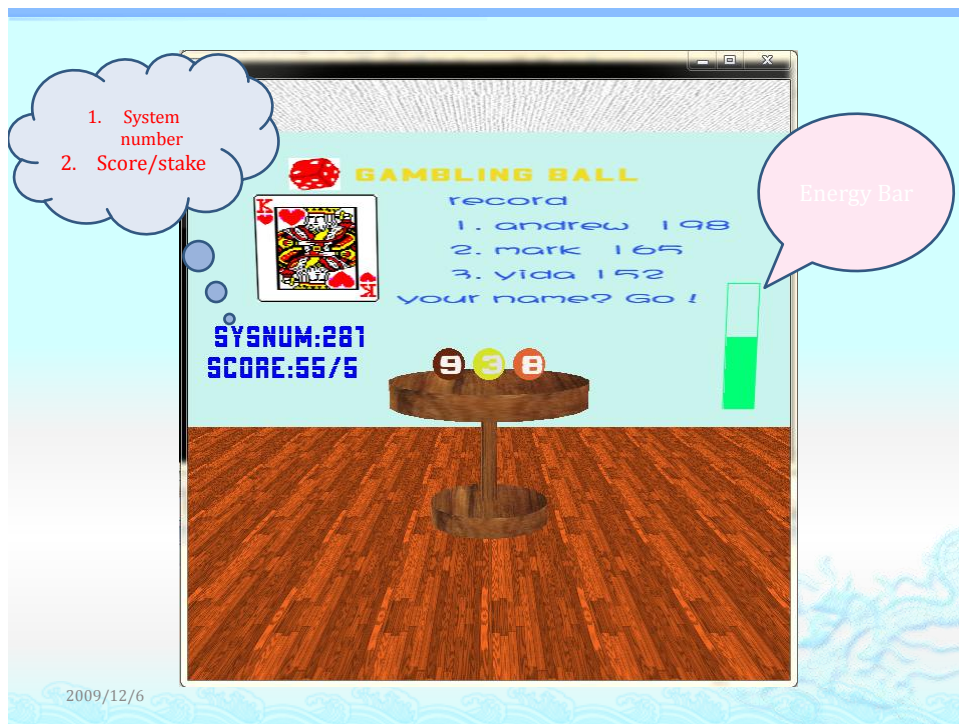 1. System
number
2. Score/stake
Energy Bar
GAMBLING BALL
K
record
1. andrew 198
2. mark 165
3. yida 152
K
your name? Go !
SYSNUM:281
SCORE:55/5
9 3 8
2009/12/6